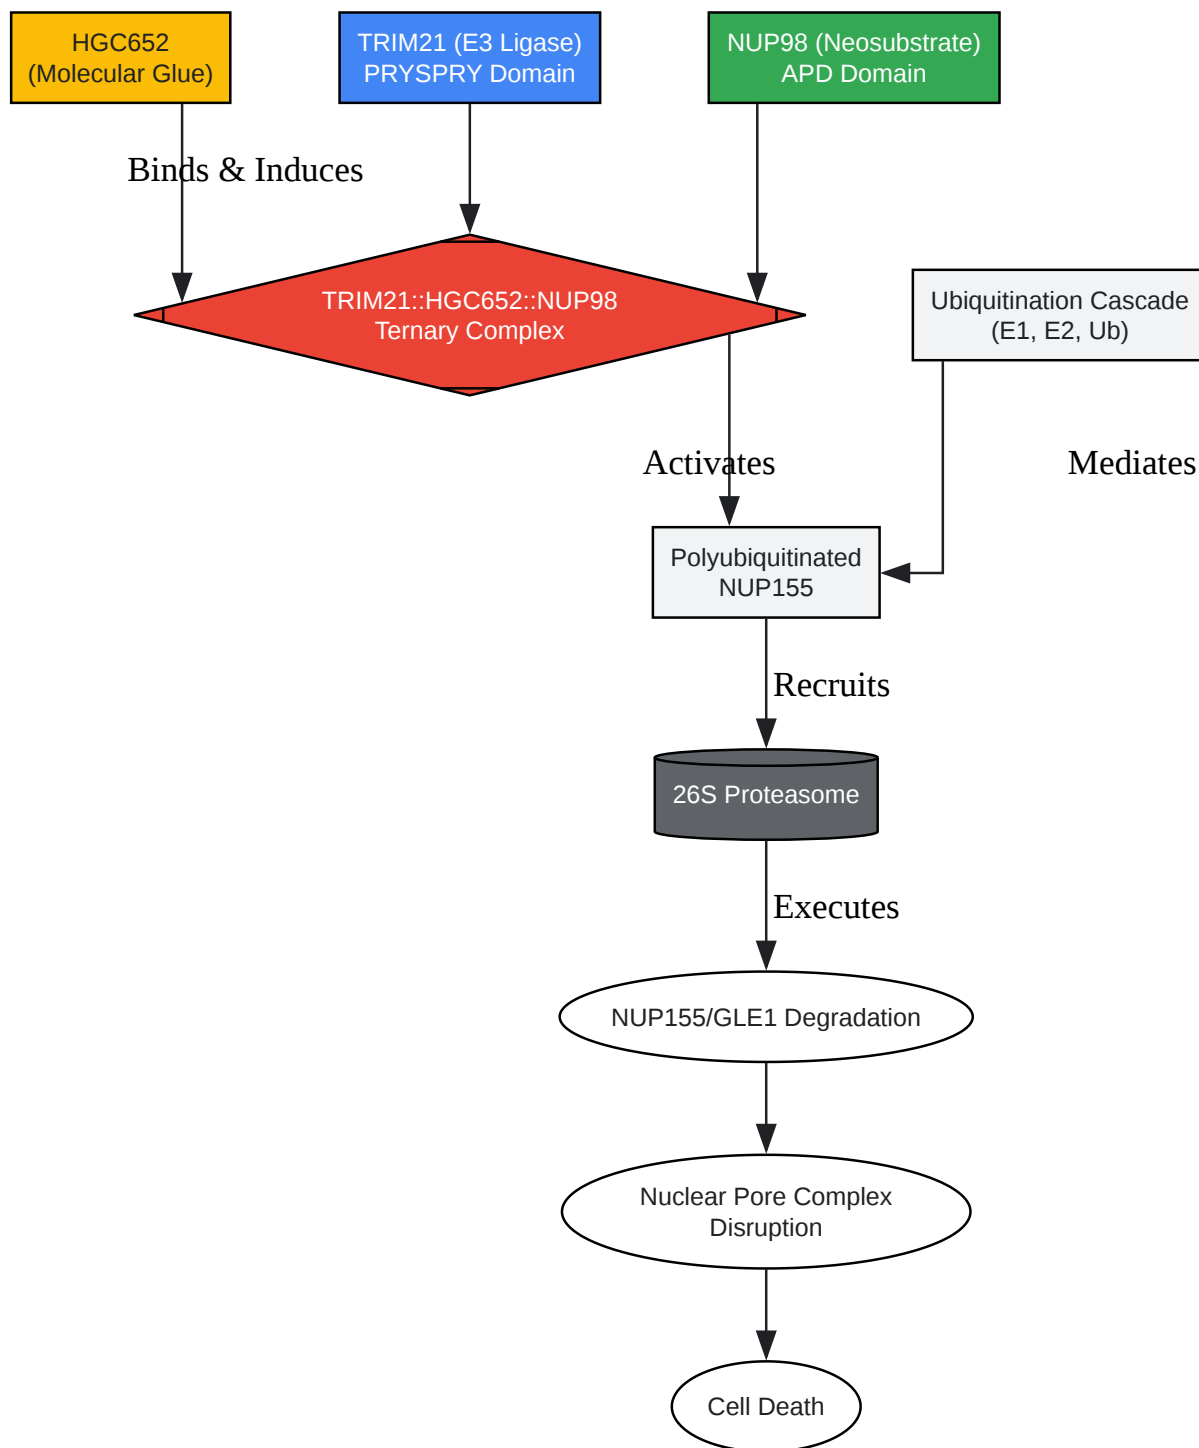 HGC652
(Molecular Glue)
TRIM21 (E3 Ligase)
PRYSPRY Domain
NUP98 (Neosubstrate)
APD Domain
Binds & Induces
TRIM21::HGC652::NUP98
Ternary Complex
Ubiquitination Cascade
(E1, E2, Ub)
Activates
Mediates
Polyubiquitinated
NUP155
Recruits
26S Proteasome
Executes
NUP155/GLE1 Degradation
Nuclear Pore Complex
Disruption
Cell Death